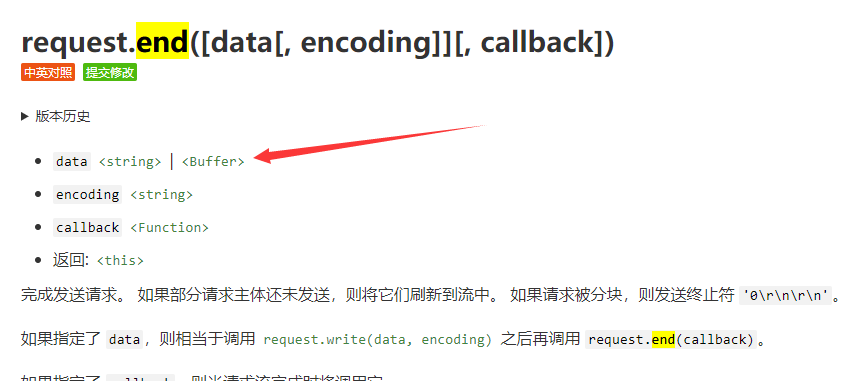 request.end([data[, encoding]][, callback])
中英对照 提交修改
▶ 版本历史
• data <string> | <Buffer>
• encoding <string>
• callback <Function>
• 返回: <this>
完成发送请求。 如果部分请求主体还未发送，则将它们刷新到流中。 如果请求被分块，则发送终止符 '0\r\n\r\n'。
如果指定了 data，则相当于调用 request.write(data, encoding) 之后再调用 request.end(callback)。